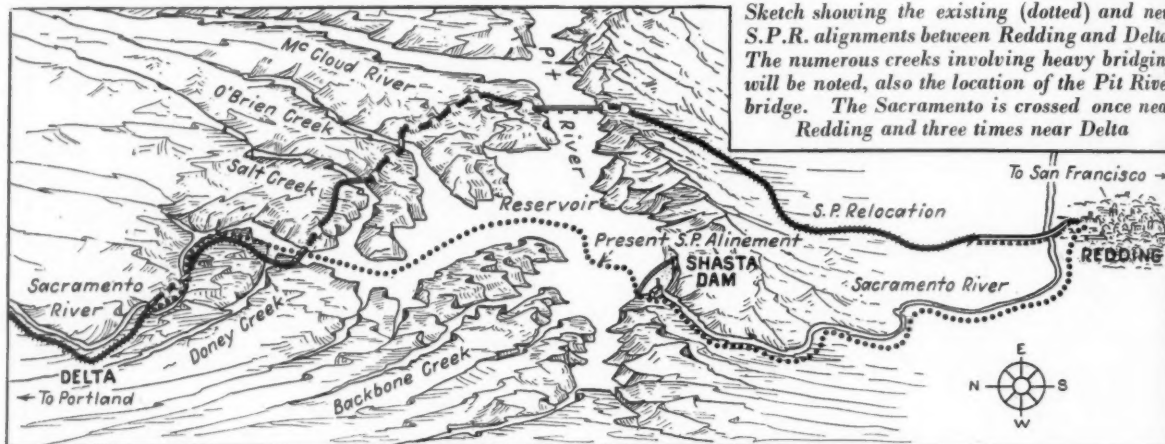 Sketch showing the existing (dotted) and ne
S.P.R. alignments between Redding and Delta
The numerous creeks involving heavy bridgin
will be noted, also the location of the Pit Rive
bridge. The Sacramento is crossed once nea
Redding and three times near Delta
Mc Cloud River
Pit
River
O'Brien Creek
Salt Creek
To San Francisco →
Reservoir
S.P. Relocation
Present S.P. Alinement
SHASTA
DAM
REDDING
Sacramento
River
Sacramento River
Doney Creek
Backbone Creek
DELTA
← To Portland
E
N
S
W